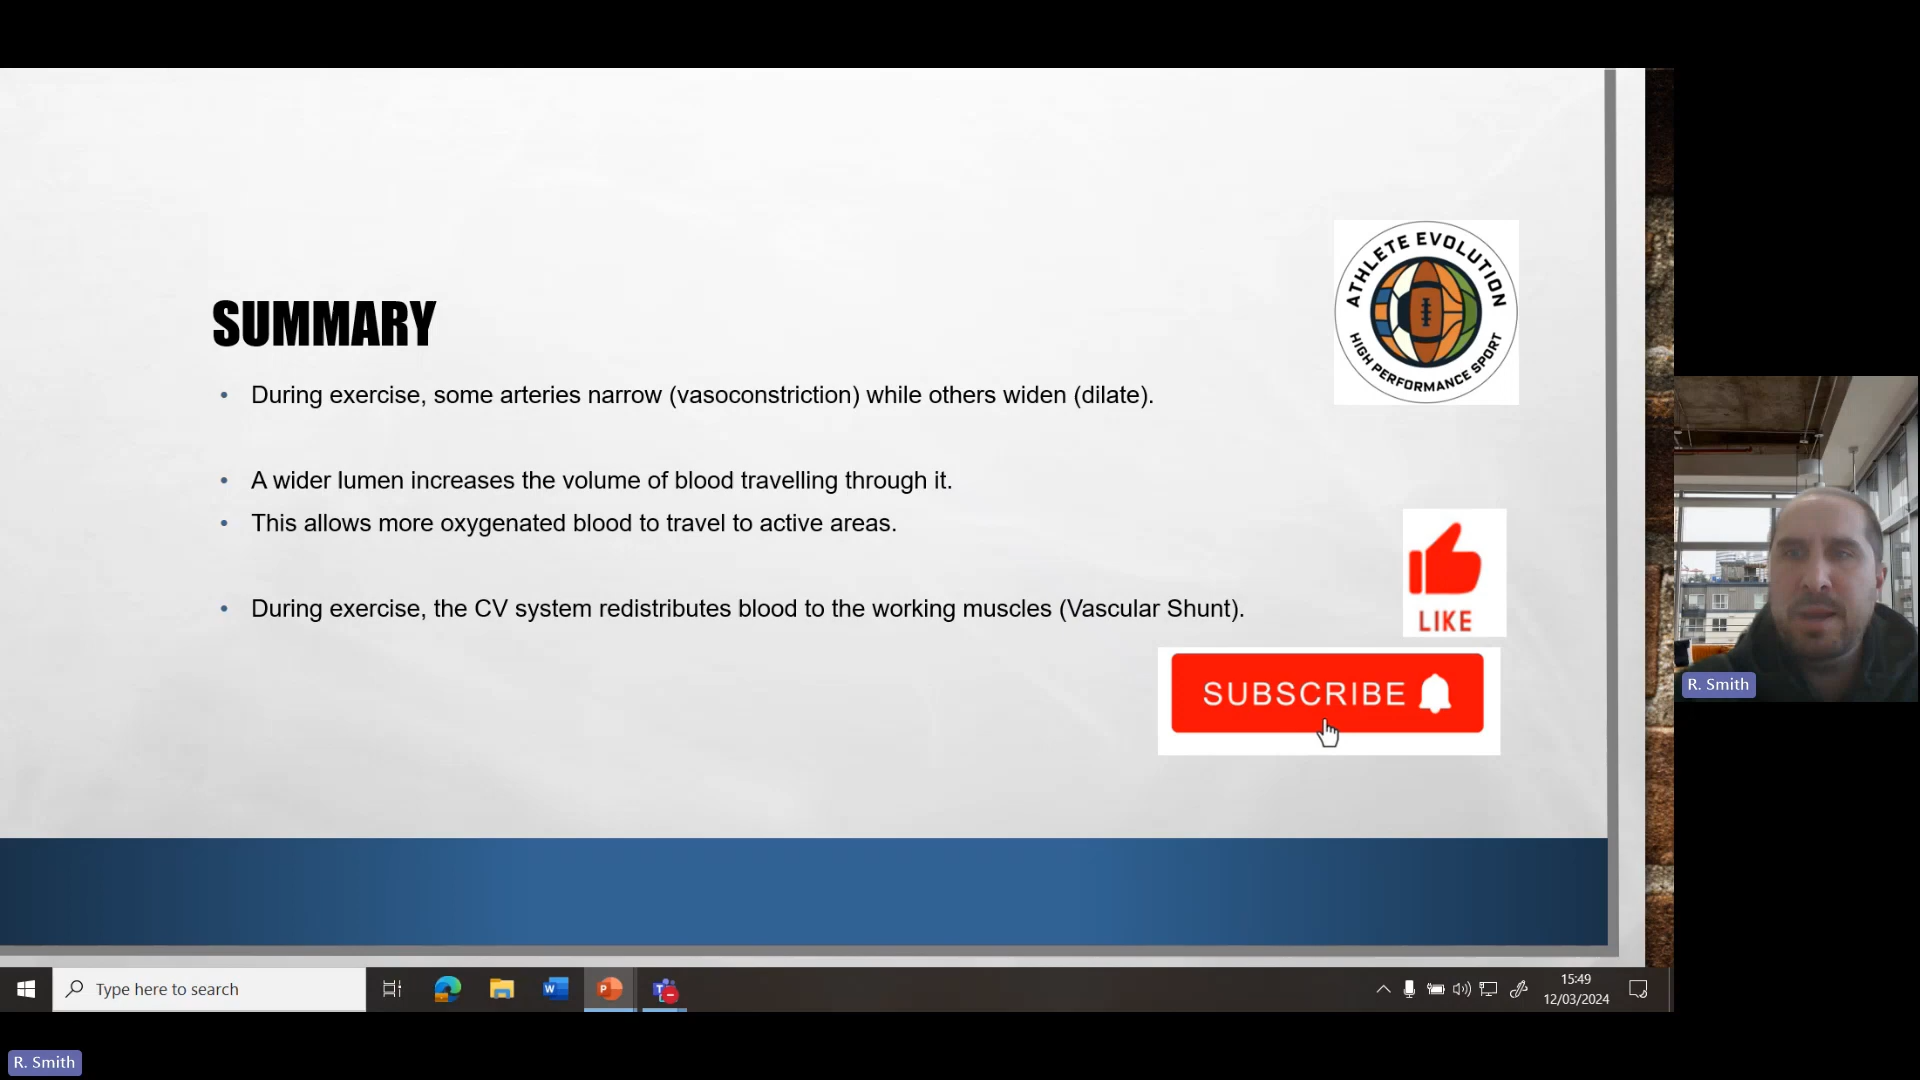 ATHLETE EVOLUTION
HIGH PERFORMANCE SPORT
SUMMARY
• During exercise, some arteries narrow (vasoconstriction) while others widen (dilate).
• A wider lumen increases the volume of blood travelling through it.
• This allows more oxygenated blood to travel to active areas.
• During exercise, the CV system redistributes blood to the working muscles (Vascular Shunt).
LIKE
SUBSCRIBE
R. Smith
Type here to search
15:49
12/03/2024
R. Smith